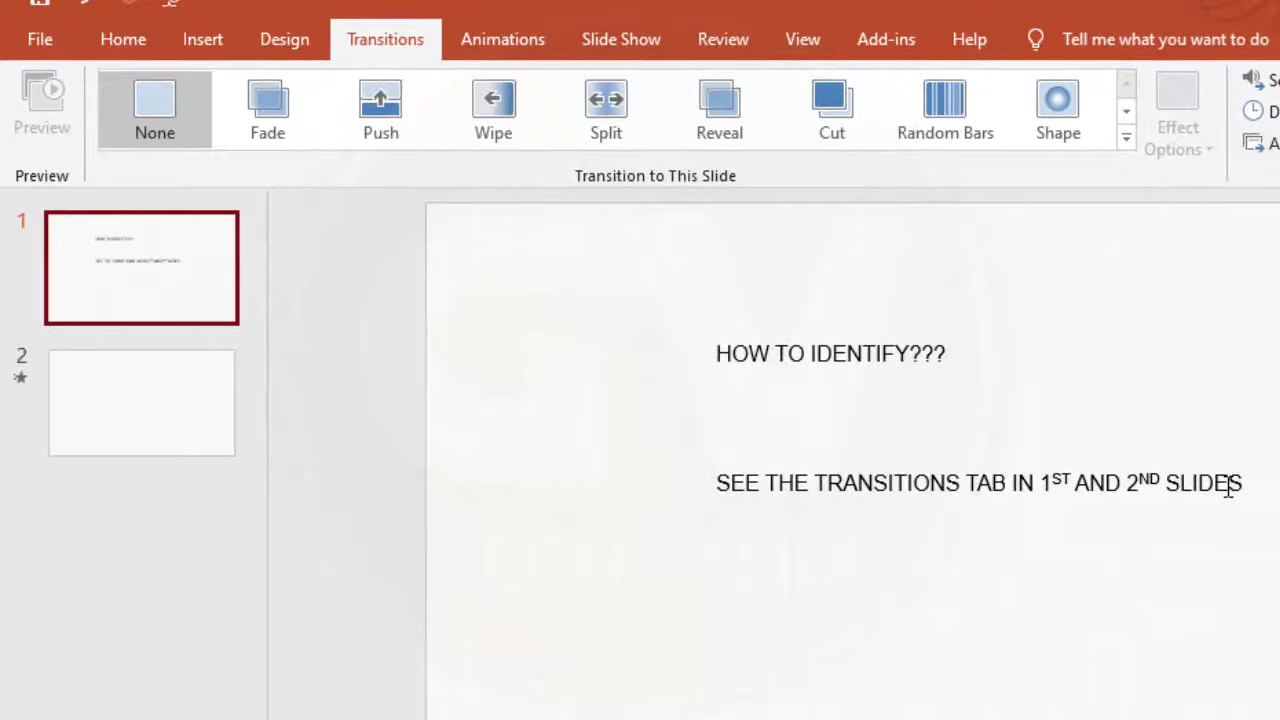 File Home Insert Design Transitions Animations Slide Show Review View Add-ins Help Tell me what you want to do
Preview None Fade Push Wipe Split Reveal Cut Random Bars Shape Effect Options
Preview Transition to This Slide
1
2
HOW TO IDENTIFY???
SEE THE TRANSITIONS TAB IN 1ST AND 2ND SLIDES